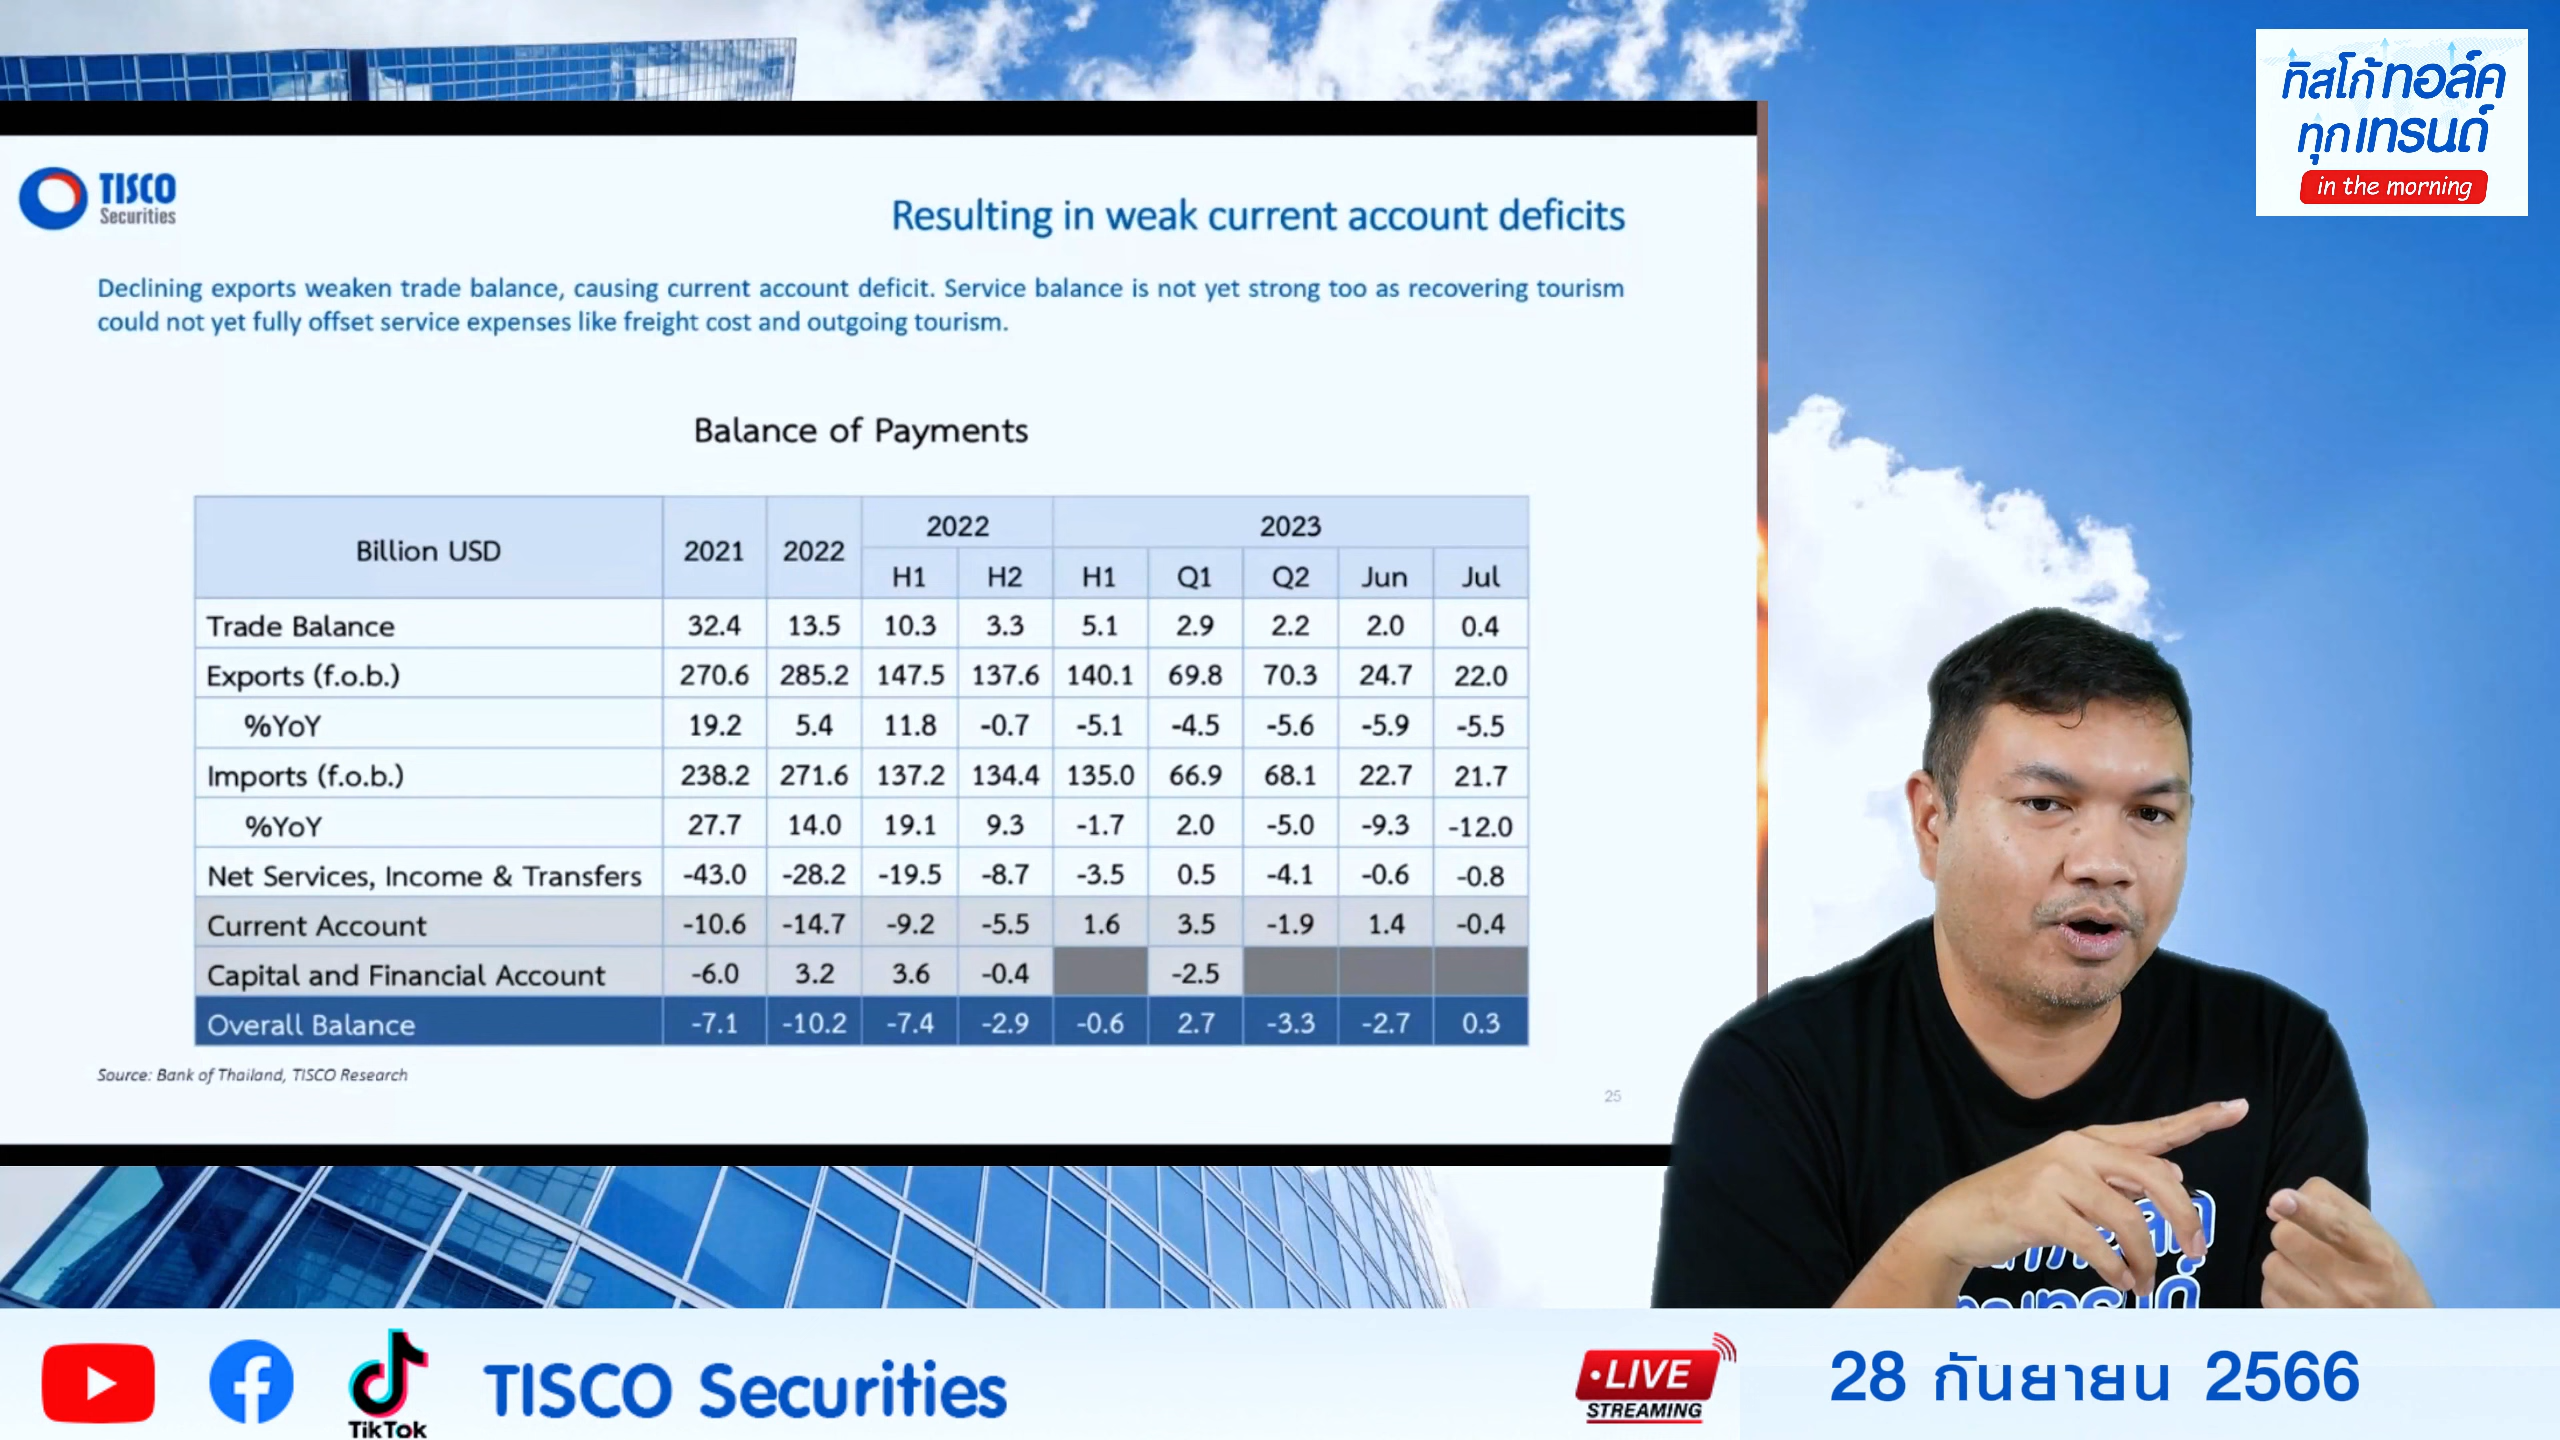 ทิสโก้ ทอล์ค
ทุกเทรนด์
in the morning
TISCO
Securities
Resulting in weak current account deficits
Declining exports weaken trade balance, causing current account deficit. Service balance is not yet strong too as recovering tourism
could not yet fully offset service expenses like freight cost and outgoing tourism.
Balance of Payments
Billion USD 2021 2022 2022 2023
H1 H2 H1 Q1 Q2 Jun Jul
Trade Balance 32.4 13.5 10.3 3.3 5.1 2.9 2.2 2.0 0.4
Exports (f.o.b.) 270.6 285.2 147.5 137.6 140.1 69.8 70.3 24.7 22.0
%YoY 19.2 5.4 11.8 -0.7 -5.1 -4.5 -5.6 -5.9 -5.5
Imports (f.o.b.) 238.2 271.6 137.2 134.4 135.0 66.9 68.1 22.7 21.7
%YoY 27.7 14.0 19.1 9.3 -1.7 2.0 -5.0 -9.3 -12.0
Net Services, Income & Transfers -43.0 -28.2 -19.5 -8.7 -3.5 0.5 -4.1 -0.6 -0.8
Current Account -10.6 -14.7 -9.2 -5.5 1.6 3.5 -1.9 1.4 -0.4
Capital and Financial Account -6.0 3.2 3.6 -0.4 -2.5
Overall Balance -7.1 -10.2 -7.4 -2.9 -0.6 2.7 -3.3 -2.7 0.3
Source: Bank of Thailand, TISCO Research
25
TikTok
TISCO Securities
LIVE
STREAMING
28 กันยายน 2566